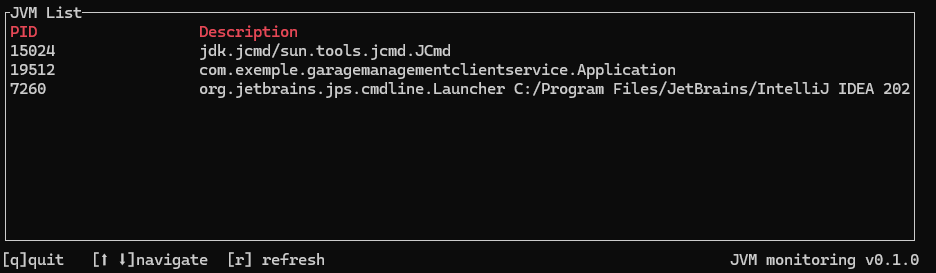 JVM List
PID Description
15024 jdk.jcmd/sun.tools.jcmd.JCmd
19512 com.exemple.garagemanagementclientservice.Application
7260 org.jetbrains.jps.cmdline.Launcher C:/Program Files/JetBrains/IntelliJ IDEA 202
[q]quit [↑ ↓]navigate [r] refresh JVM monitoring v0.1.0